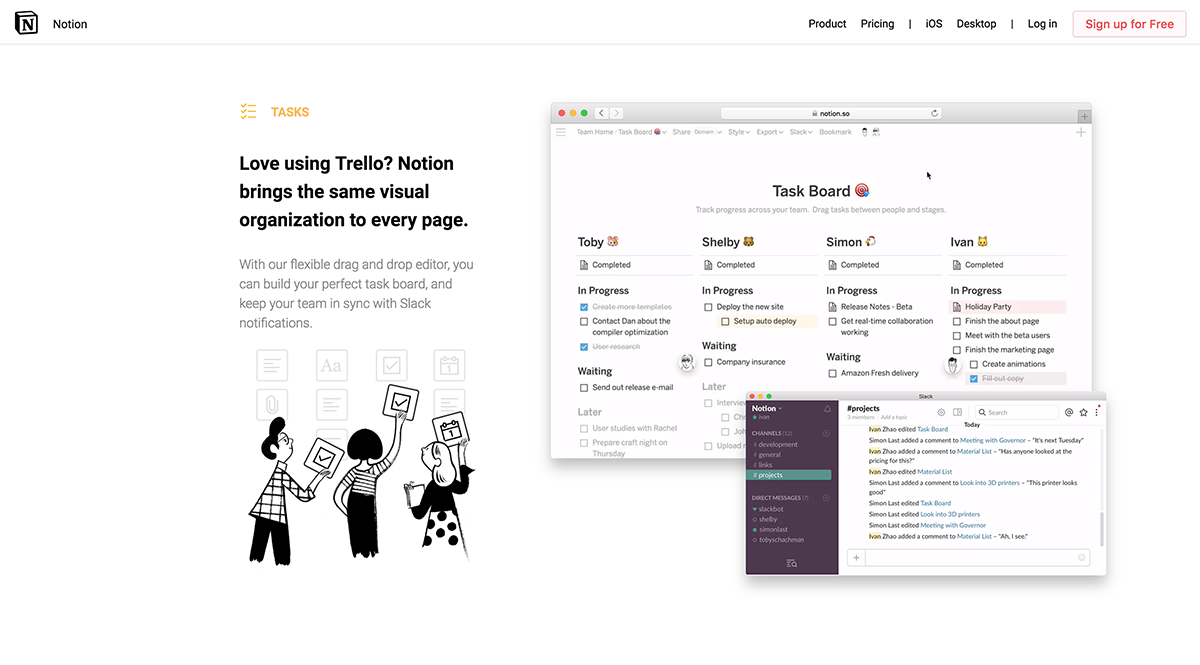 Notion
Product Pricing | iOS Desktop | Log in Sign up for Free
TASKS
Love using Trello? Notion
brings the same visual
organization to every page.
With our flexible drag and drop editor, you
can build your perfect task board, and
keep your team in sync with Slack
notifications.
Aa
1
1
notion.so
Team Home / Task Board Share Domain Style Export Slack Bookmark
Task Board
Track progress across your team. Drag tasks between people and stages.
Toby
Completed
In Progress
Create more templates
Contact Dan about the
compiler optimization
User research
Waiting
Send out release e-mail
Later
User studies with Rachel
Prepare craft night on
Thursday
Shelby
Completed
In Progress
Deploy the new site
Setup auto deploy
Waiting
Company insurance
Later
Interview
Upload
Simon
Completed
In Progress
Release Notes - Beta
Get real-time collaboration
working
Waiting
Amazon Fresh delivery
Ivan
Completed
In Progress
Holiday Party
Finish the about page
Meet with the beta users
Finish the marketing page
Create animations
Fill out copy
Slack
Notion
ivan
CHANNELS (12)
# development
# general
# links
# projects
DIRECT MESSAGES (7)
slackbot
shelby
simonlast
tobyschachman
#projects
3 members Add a topic
Search
Today
Ivan Zhao edited Task Board
Simon Last added a comment to Meeting with Governor – "It's next Tuesday"
Ivan Zhao added a comment to Material List – "Has anyone looked at the
pricing for this?"
Ivan Zhao edited Material List
Simon Last added a comment to Look into 3D printers – "This printer looks
good"
Simon Last edited Task Board
Simon Last edited Look into 3D printers
Simon Last edited Meeting with Governor
Ivan Zhao added a comment to Material List – "Ah, I see."